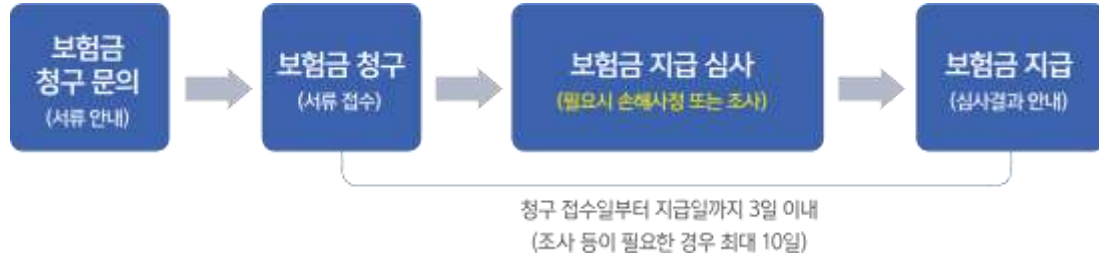 보험금
청구 문의
(서류 안내)
보험금 청구
(서류 접수)
보험금 지급 심사
(필요시 손해사정 또는 조사)
보험금 지급
(심사결과 안내)
청구 접수일부터 지급일까지 3일 이내
(조사 등이 필요한 경우 최대 10일)